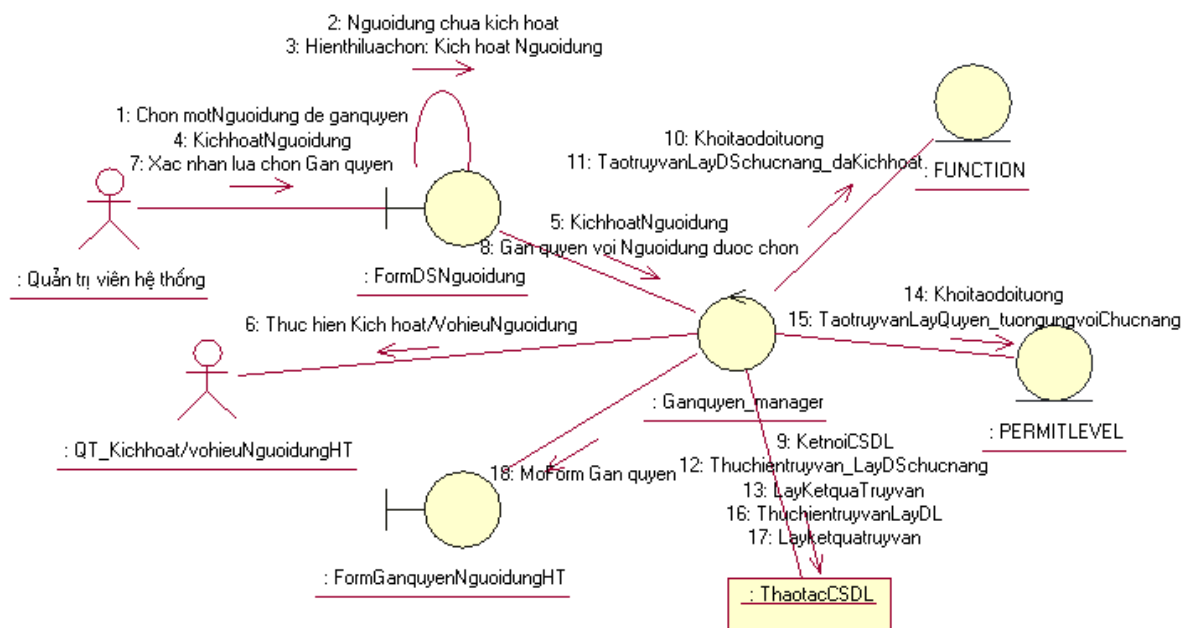 2: Nguoidung chua kich hoat
3: Hienthiluachon: Kich hoat Nguoidung
1: Chon motNguoidung de ganquyen
4: KichhoatNguoidung
7: Xac nhan lua chon Gan quyen
10: Khoitaodoituong
11: TaotruyvanLayDSchucnang_daKichhoat
: FUNCTION
5: KichhoatNguoidung
8: Gan quyen voi Nguoidung duoc chon
: Quản trị viên hệ thống
: FormDSNguoidung
14: Khoitaodoituong
15: TaotruyvanLayQuyen_tuongungvoiChucnang
6: Thuc hien Kich hoat/VohieuNguoidung
: Ganquyen_manager
: PERMITLEVEL
: QT_Kichhoat/vohieuNguoidungHT
9: KetnoiCSDL
12: Thuchientruyvan_LayDSchucnang
13: LayKetquaTruyvan
16: ThuchientruyvanLayDL
17: Layketquatruyvan
18: MoForm Gan quyen
: FormGanquyenNguoidungHT
: ThaotacCSDL